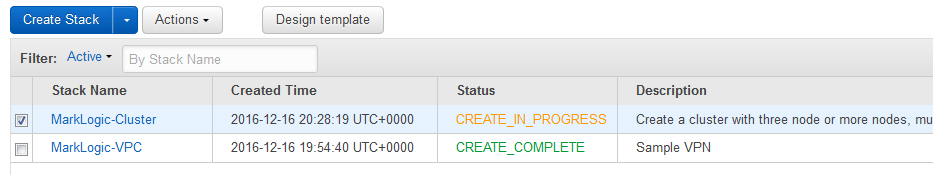 Create Stack Actions Design template
Filter: Active By Stack Name
Stack Name Created Time Status Description
MarkLogic-Cluster 2016-12-16 20:28:19 UTC+0000 CREATE_IN_PROGRESS Create a cluster with three node or more nodes, mu
MarkLogic-VPC 2016-12-16 19:54:40 UTC+0000 CREATE_COMPLETE Sample VPN